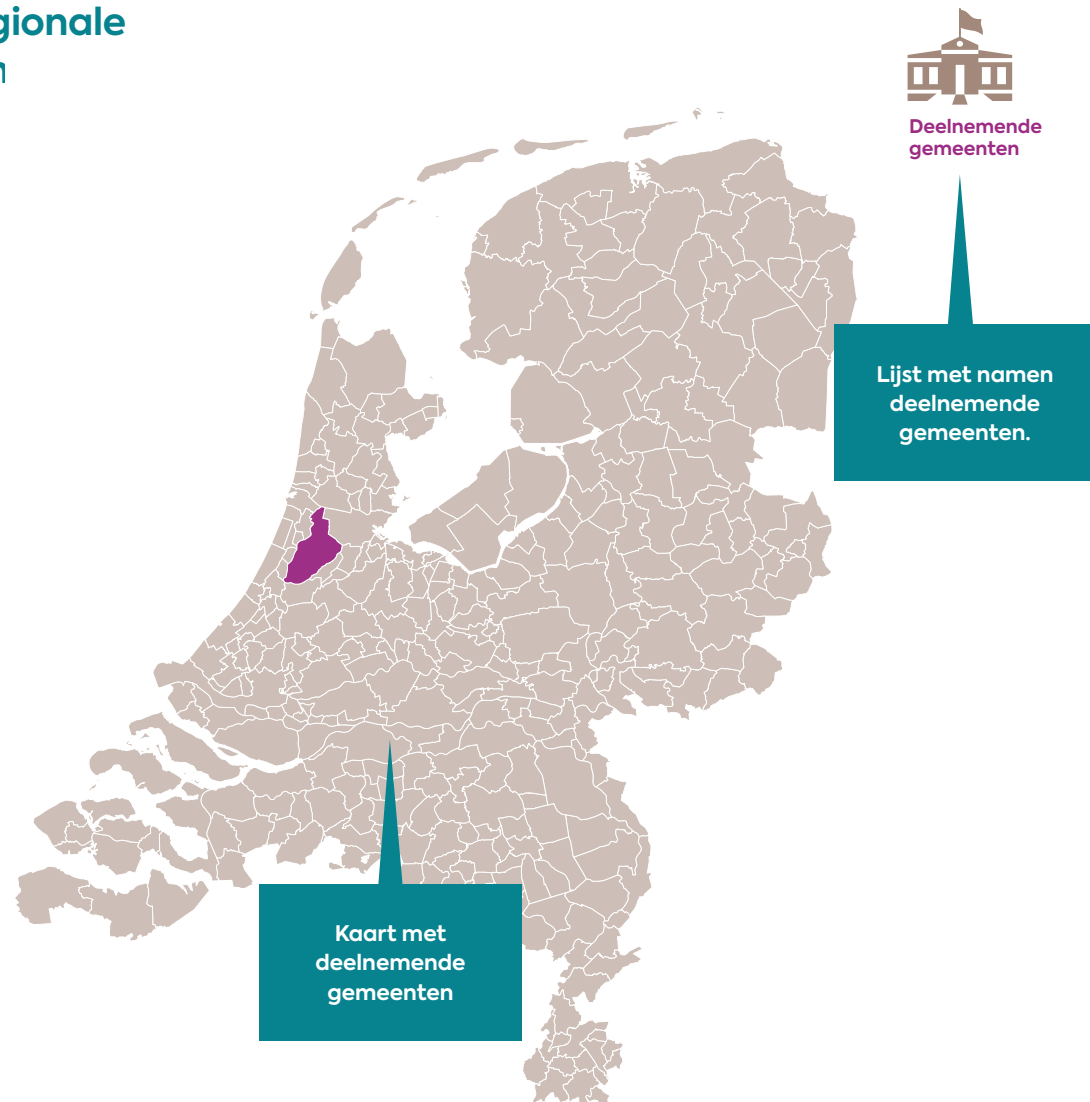 gionale
Deelnemende
gemeenten
Lijst met namen
deelnemende
gemeenten.
Kaart met
deelnemende
gemeenten